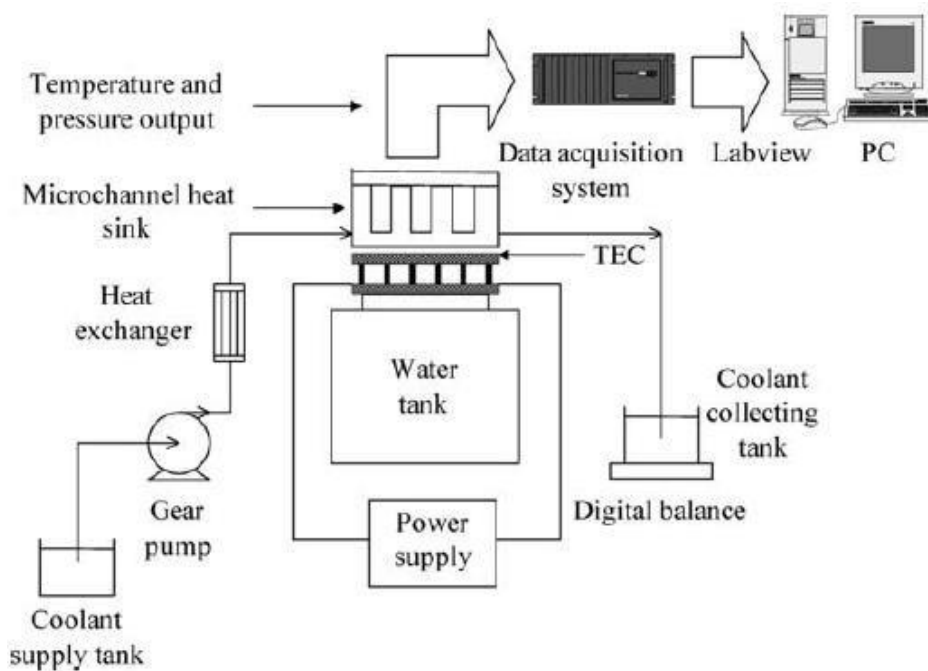 Temperature and
pressure output
Data acquisition
system
Labview
PC
Microchannel heat
sink
TEC
Heat
exchanger
Water
tank
Coolant
collecting
tank
Gear
pump
Power
supply
Digital balance
Coolant
supply tank